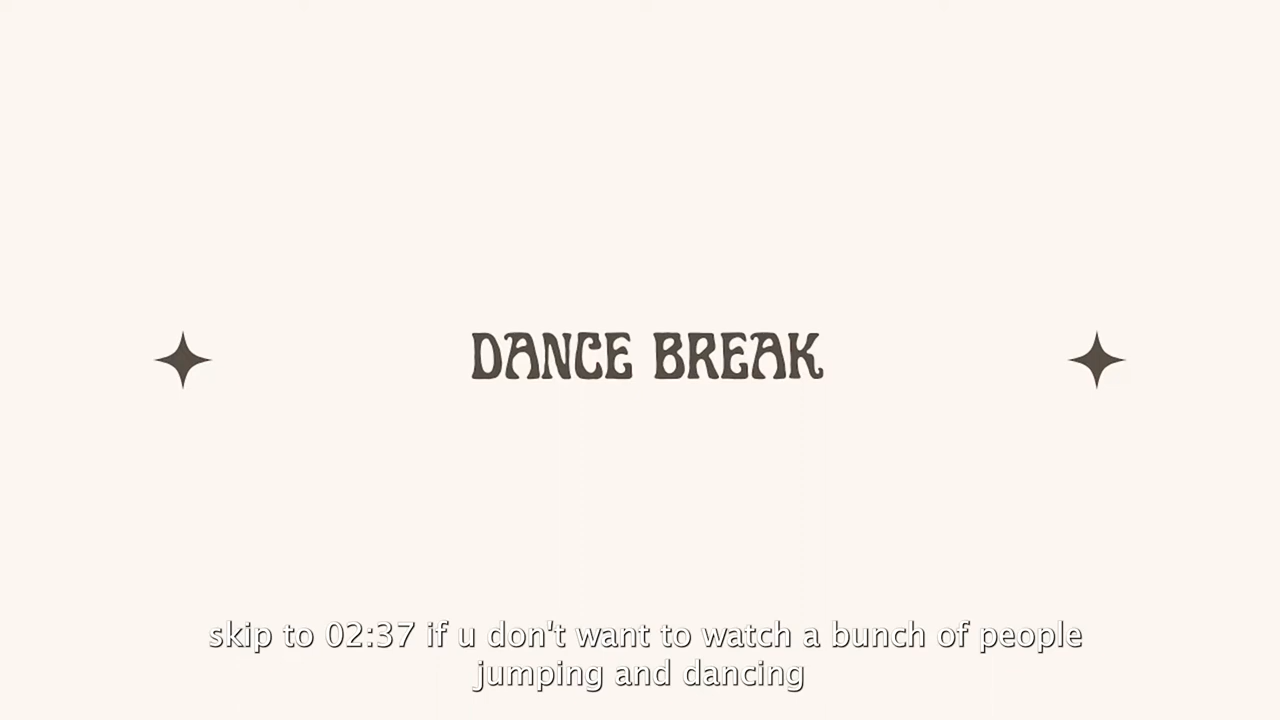 DANCE BREAK
skip to 02:37 if u don't want to watch a bunch of people
jumping and dancing